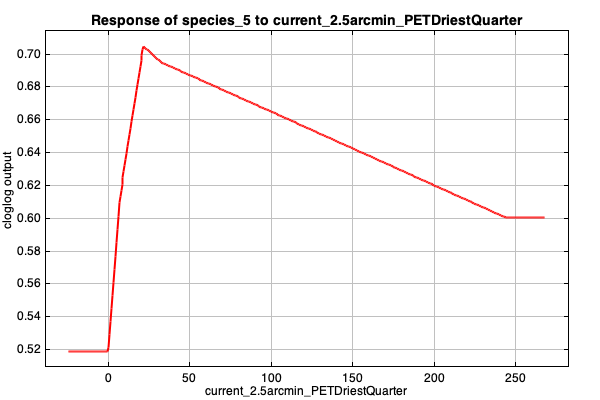 Response of species_5 to current_2.5arcmin_PETDriestQuarter
0.70
0.68
0.66
0.64
0.62
0.60
0.58
0.56
0.54
0.52
cloglog output
0 50 100 150 200 250
current_2.5arcmin_PETDriestQuarter